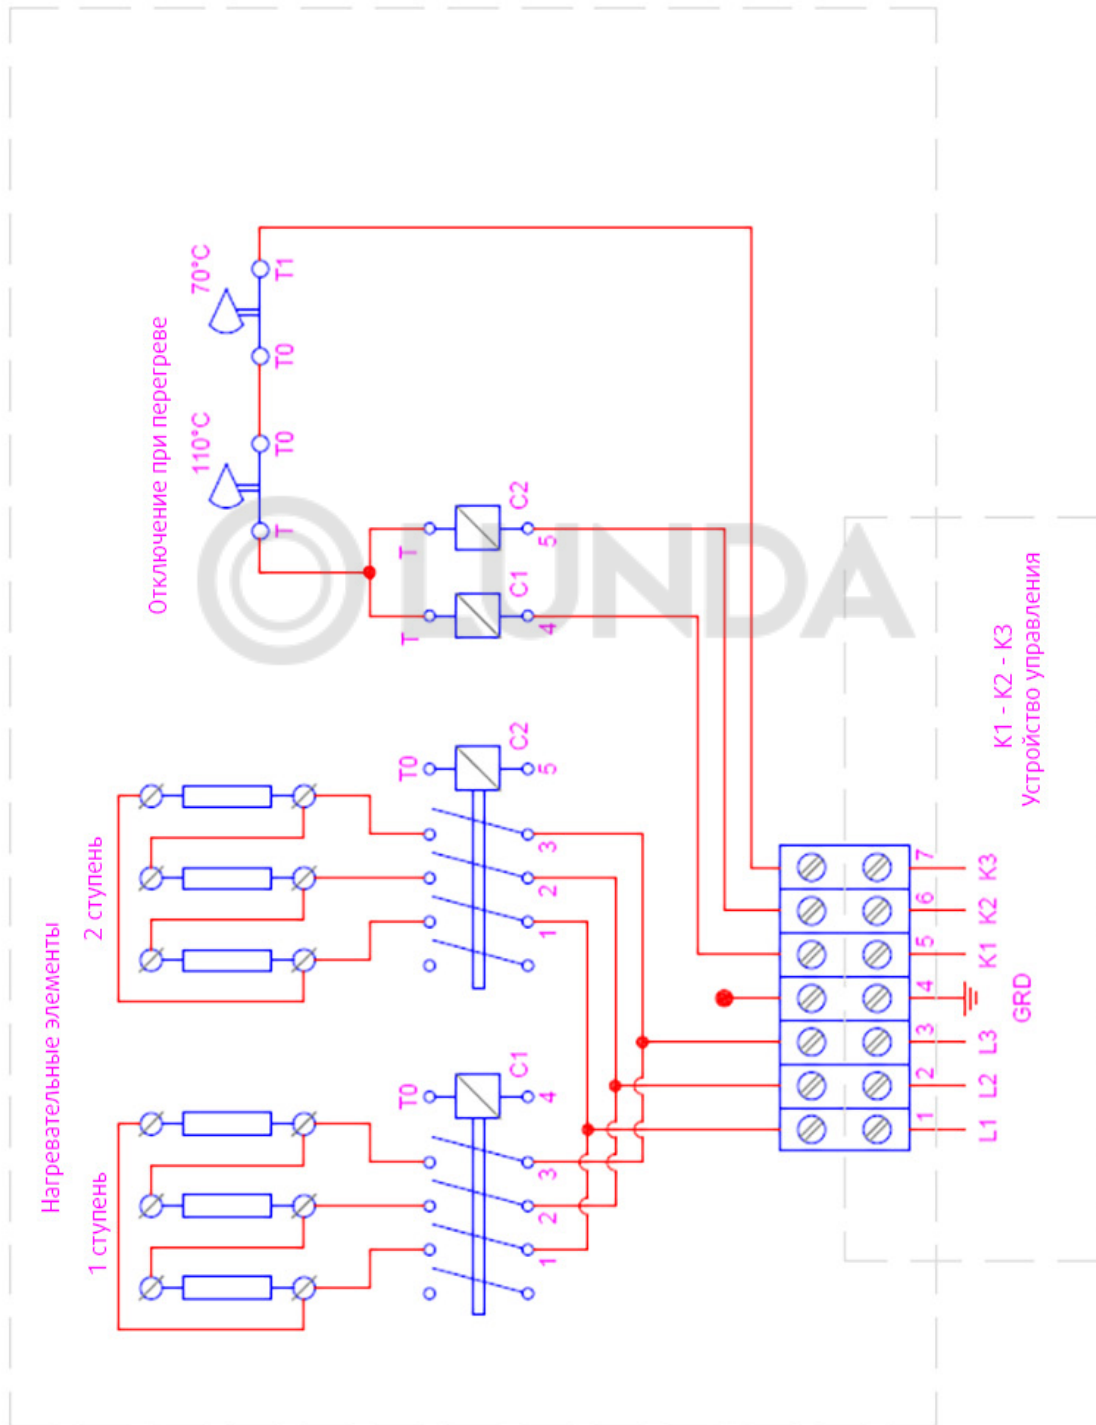 Отключение при перегреве
70°C
T1
T0
110°C
T0
T
LUNDA
T
C2
5
T
C1
4
K1 - K2 - K3
Устройство управления
Нагревательные элементы
2 ступень
T0
C2
5
3
2
1
1 ступень
T0
C1
4
3
2
1
7
K3
6
K2
5
K1
4
GRD
3
L3
2
L2
1
L1